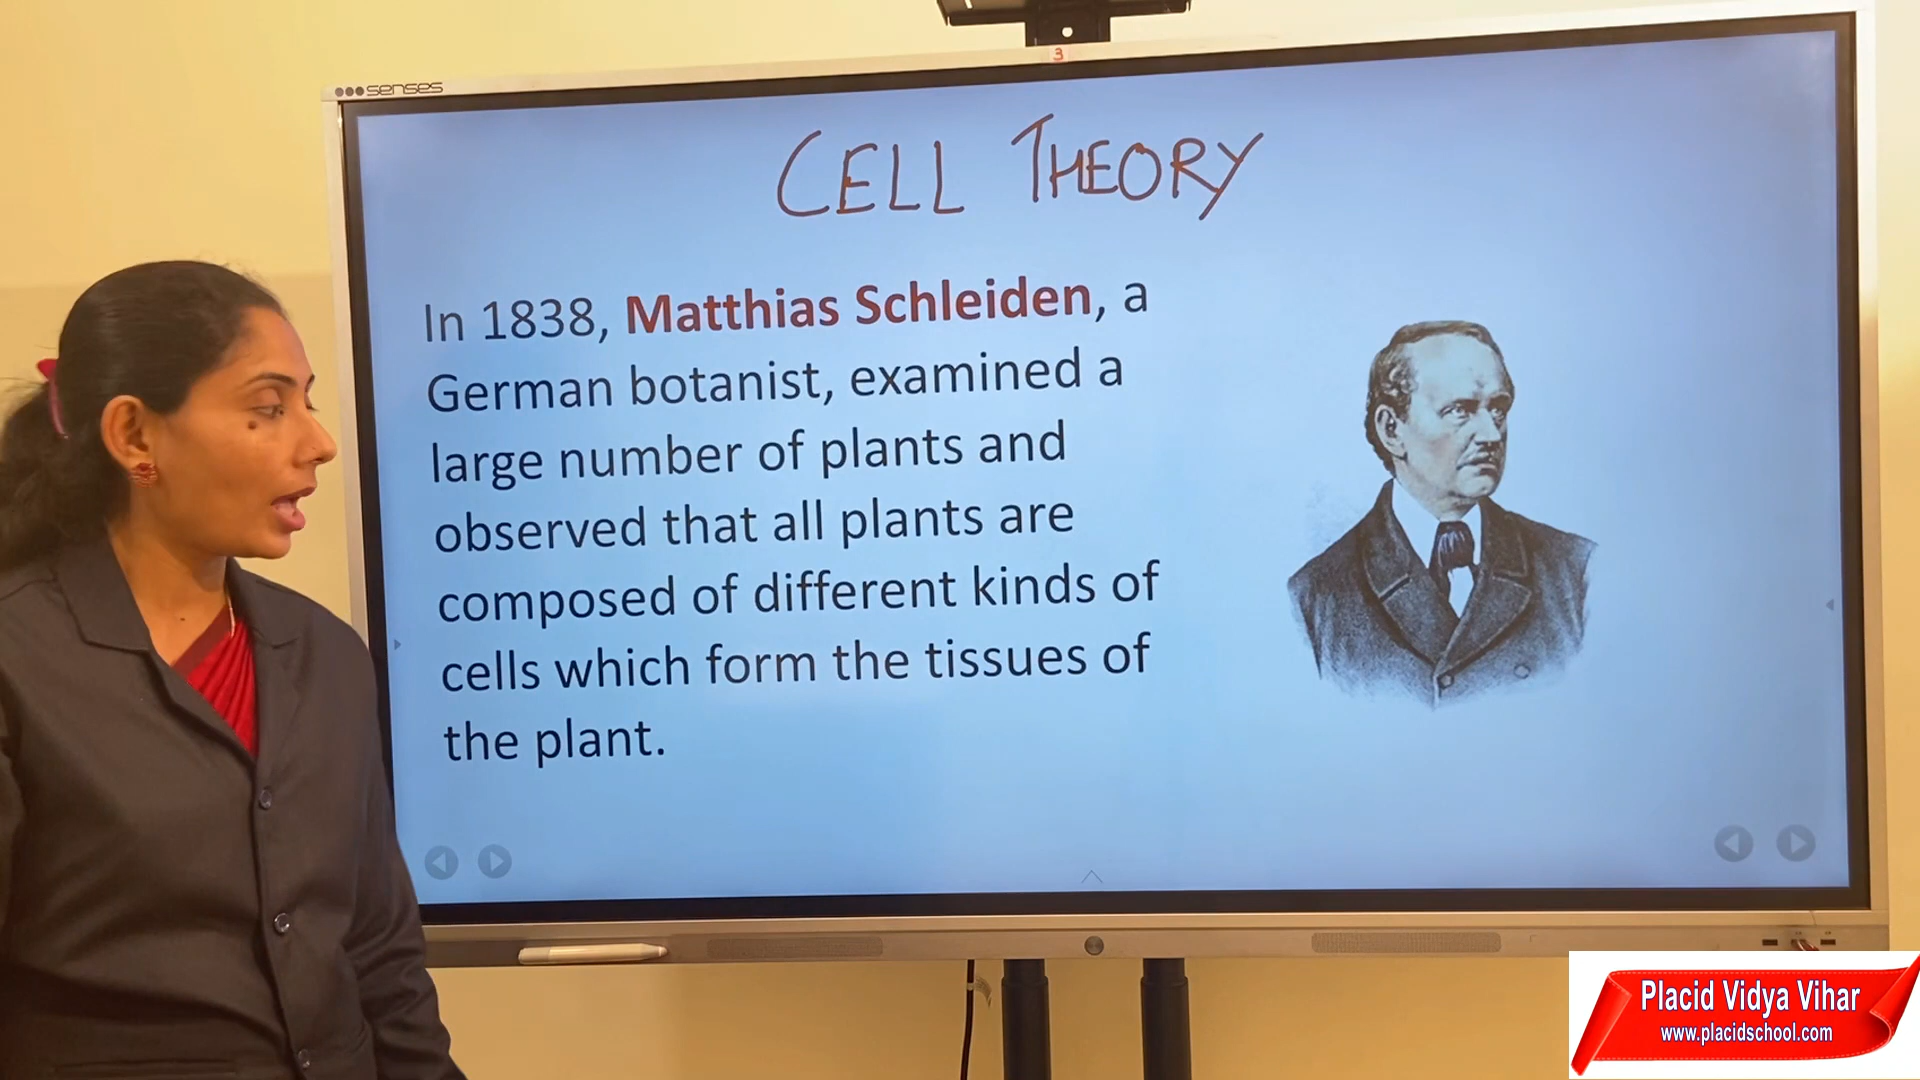 3
senses
CELL THEORY
In 1838, Matthias Schleiden, a
German botanist, examined a
large number of plants and
observed that all plants are
composed of different kinds of
cells which form the tissues of
the plant.
Placid Vidya Vihar
www.placidschool.com